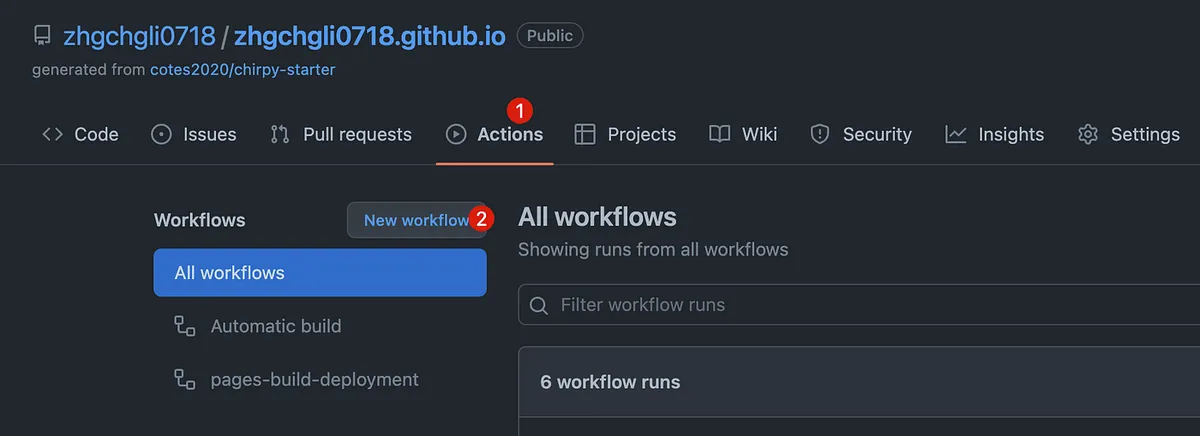 zhgchgli0718/zhgchgli0718.github.io Public
generated from cotes2020/chirpy-starter
1
Code Issues Pull requests Actions Projects Wiki Security Insights Settings
Workflows
New workflow 2
All workflows
Automatic build
pages-build-deployment
All workflows
Showing runs from all workflows
Filter workflow runs
6 workflow runs